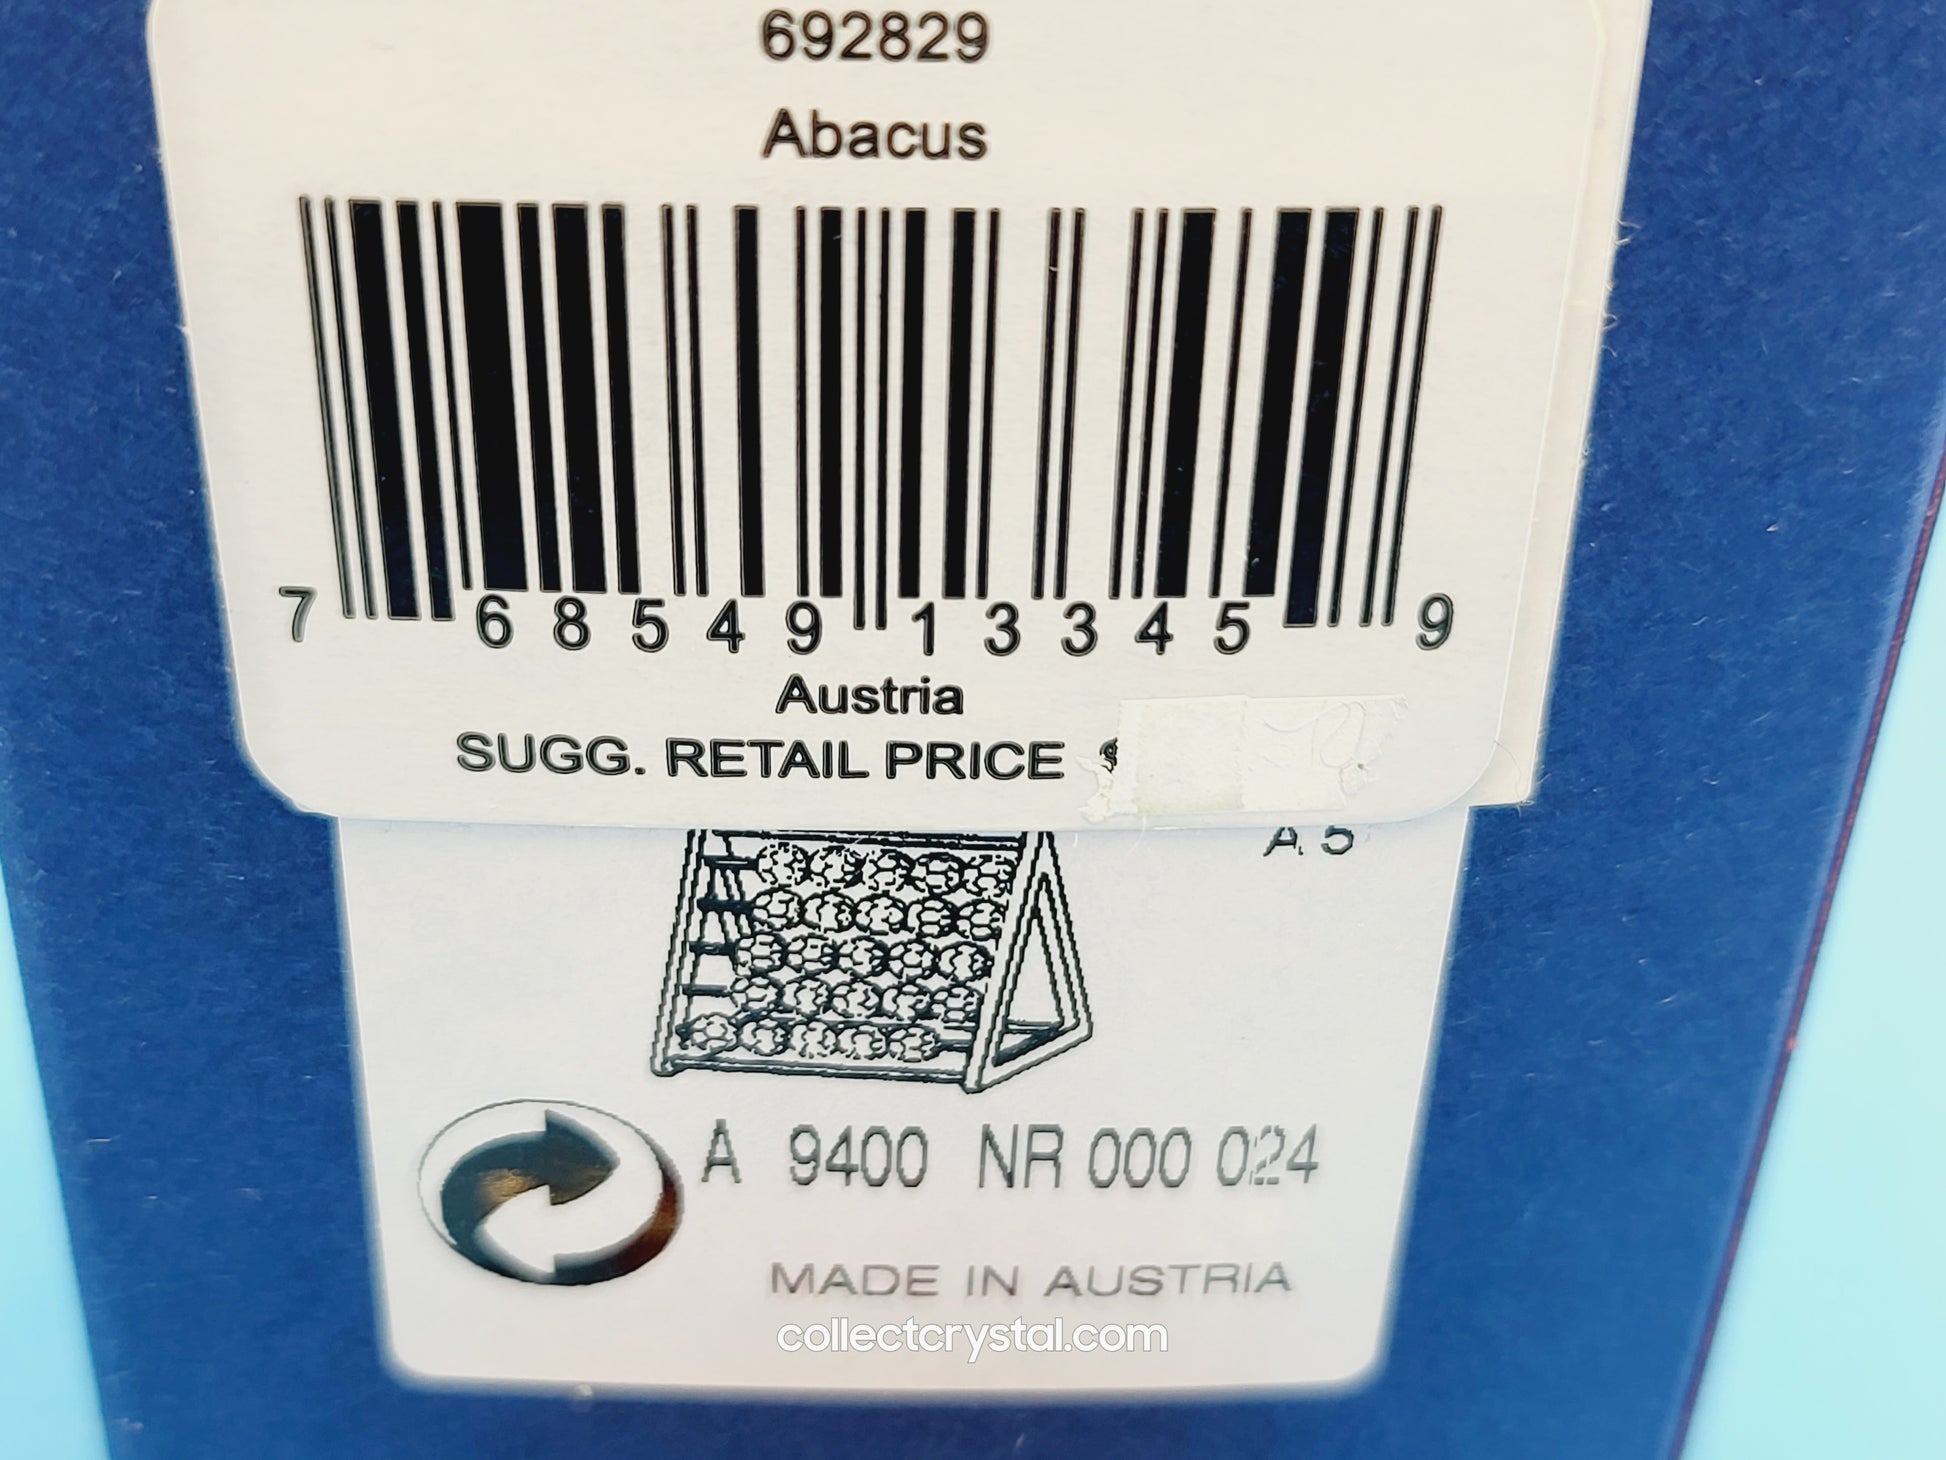 692829
Abacus
7 68549 13345 9
Austria
SUGG. RETAIL PRICE $
A. 5
A 9400 NR 000 024
MADE IN AUSTRIA
collectcrystal.com